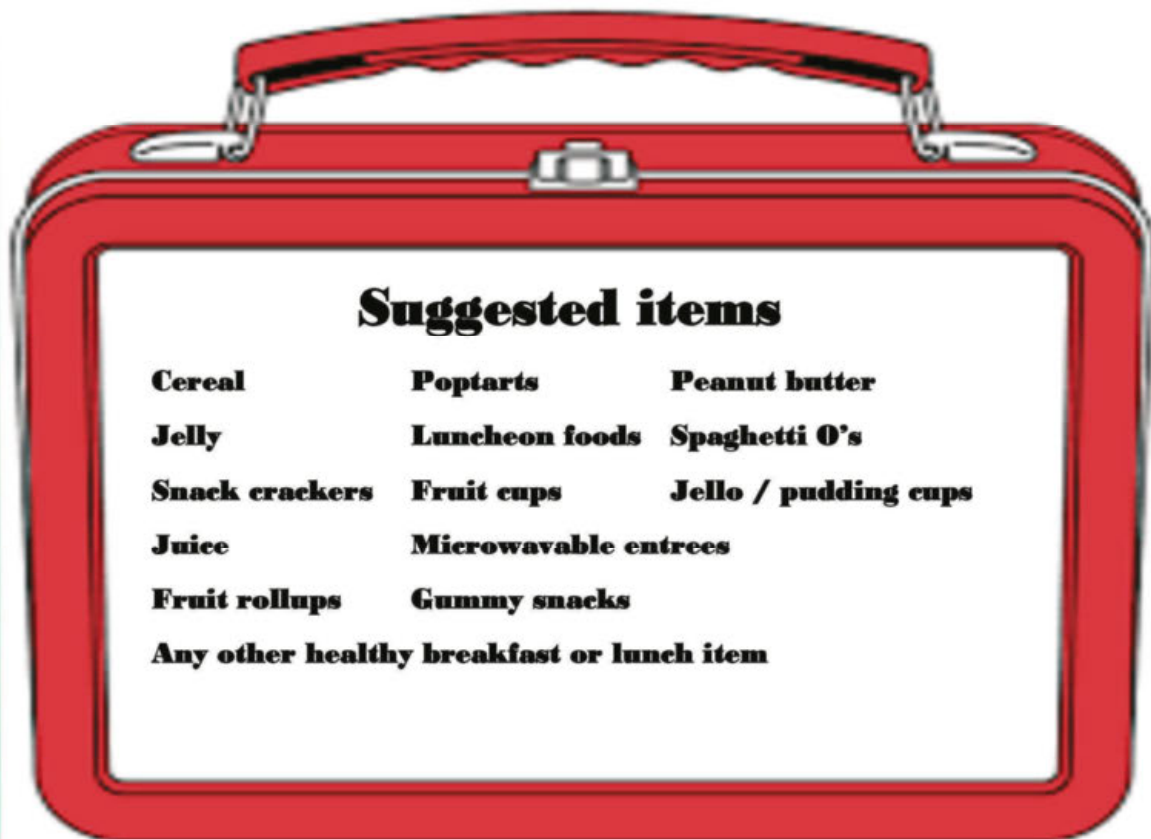 Suggested items
Cereal Poptarts Peanut butter
Jelly Luncheon foods Spaghetti O's
Snack crackers Fruit cups Jello / pudding cups
Juice Microwavable entrees
Fruit rollups Gummy snacks
Any other healthy breakfast or lunch item